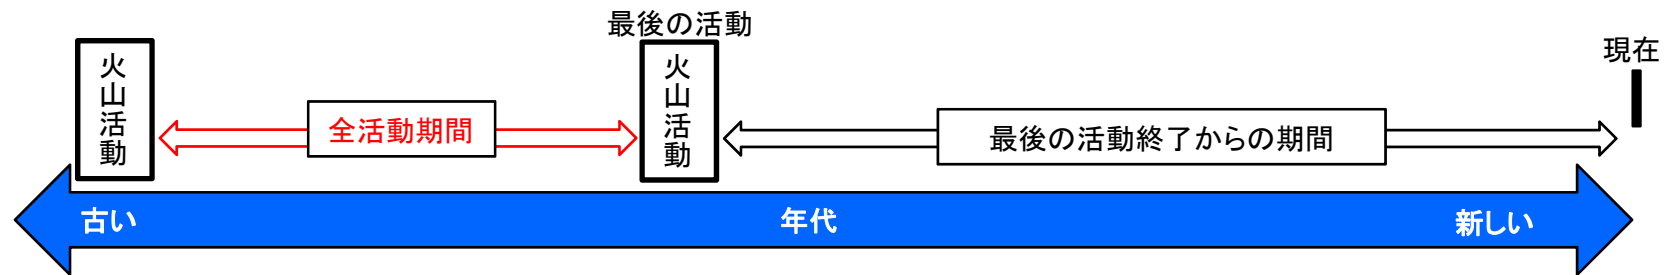 最後の活動
現在
火山活動
全活動期間
火山活動
最後の活動終了からの期間
古い
年代
新しい